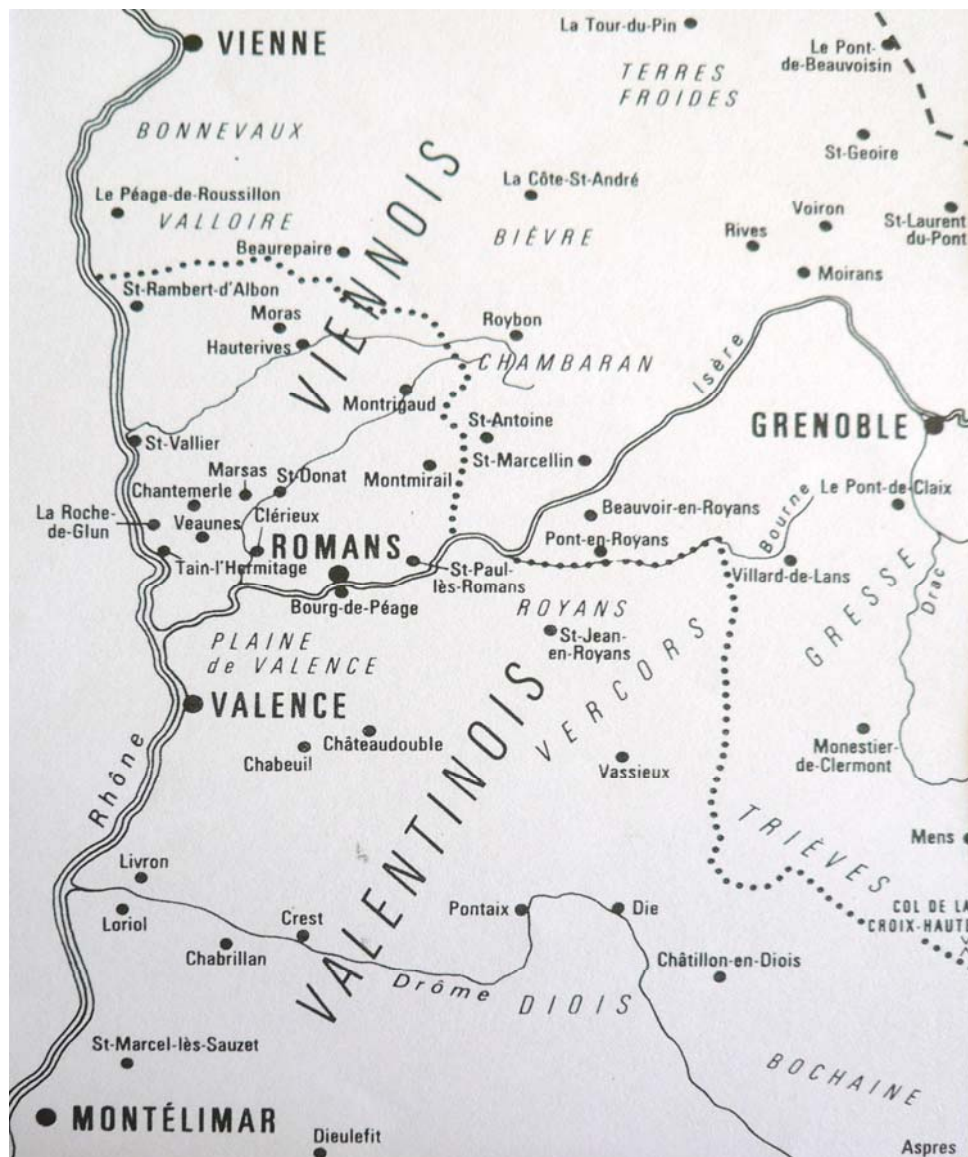 La Tour-du-Pin
VIENNE
Le Pont-
de-Beauvoisin
TERRES
FROIDES
BONNEVAUX
St-Geoire
La Côte-St-André
Le Péage-de-Roussillon
VALLOIRE
Voiron
St-Laurent
du-Pont
Rives
BIÈVRE
Beaurepaire
VIENNOIS
Moirans
St-Rambert-d'Albon
Moras
Roybon
Hauterives
CHAMBARAN
Isère
Montrigaud
St-Antoine
GRENOBLE
St-Vallier
St-Marcellin
Marsas
St-Donat
Montmirail
Chantemerle
Le Pont-de-Claix
La Roche-
de-Glun
Veaunes
Clérieux
Beauvoir-en-Royans
Bourne
ROMANS
Pont-en-Royans
Tain-l'Hermitage
St-Paul
lès-Romans
Villard-de-Lans
GRESSE
Drac
Bourg-de-Péage
ROYANS
St-Jean-
en-Royans
PLAINE
de VALENCE
VERCORS
VALENCE
Châteaudouble
Chabeuil
Monestier-
de-Clermont
Vassieux
Rhône
VALENTINOIS
TRIÈVES
Mens
Livron
Loriol
Crest
Pontaix
Die
COL DE LA
CROIX-HAUTE
Chabrillan
Châtillon-en-Diois
Drôme
DIOIS
St-Marcel-lès-Sauzet
BOCHAINE
MONTÉLIMAR
Dieulefit
Aspres